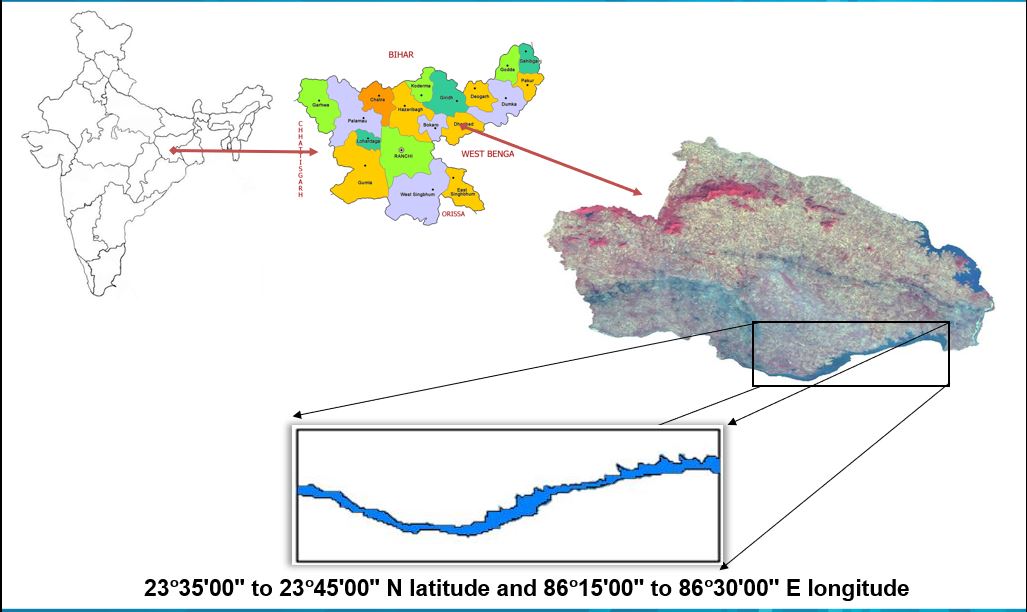 BIHAR
Sahibganj
Godda
Pakur
Koderma
Giridh
Deogarh
Dumka
Garhwa
Chatra
Hazaribagh
Palamau
Bokaro
Dhanbad
Lohardaga
RANCHI
WEST BENGA
CHHATTISGARH
Gumla
West Singbhum
East Singhbhum
ORISSA
23°35'00" to 23°45'00" N latitude and 86°15'00" to 86°30'00" E longitude